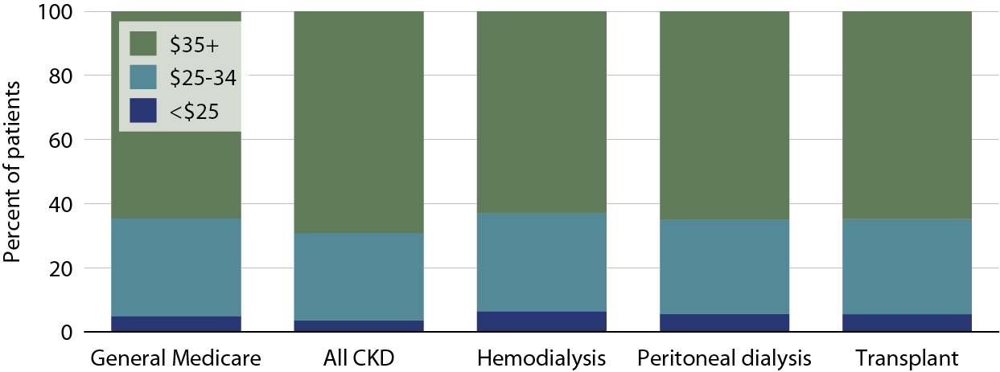 100
80
60
40
20
0
Percent of patients
$35+
$25-34
<$25
General Medicare
All CKD
Hemodialysis
Peritoneal dialysis
Transplant